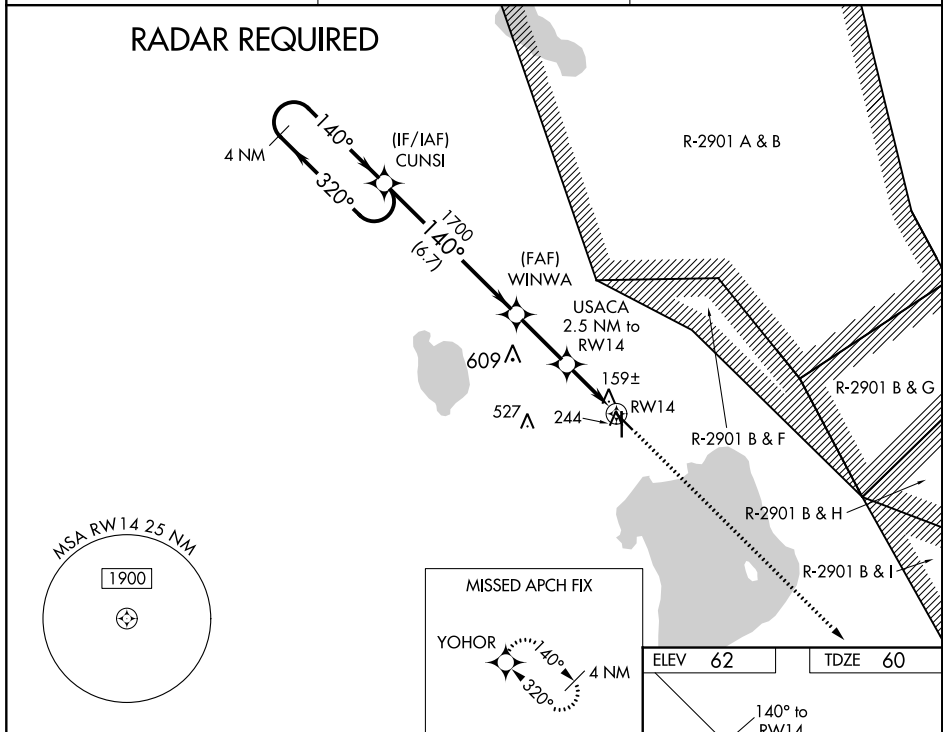 RADAR REQUIRED
R-2901 A & B
4 NM
140°
320°
(IF/IAF)
CUNSI
1700
140°
(6.7)
(FAF)
WINWA
USACA
2.5 NM to
RW14
609
159±
RW14
527
244
R-2901 B & G
R-2901 B & F
R-2901 B & H
R-2901 B & I
MSA RW14 25 NM
1900
MISSED APCH FIX
YOHOR
140°
320°
4 NM
ELEV 62
TDZE 60
140° to
RW14